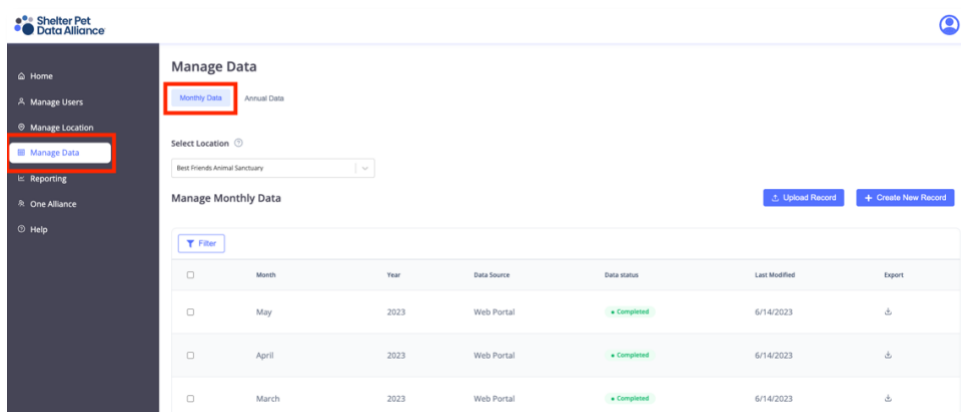 Shelter Pet
Data Alliance
Home
Manage Users
Manage Location
Manage Data
Reporting
One Alliance
Help
Manage Data
Monthly Data Annual Data
Select Location
Best Friends Animal Sanctuary
Manage Monthly Data
Upload Record
+ Create New Record
Filter
Month Year Data Source Data status Last Modified Export
May 2023 Web Portal Completed 6/14/2023
April 2023 Web Portal Completed 6/14/2023
March 2023 Web Portal Completed 6/14/2023